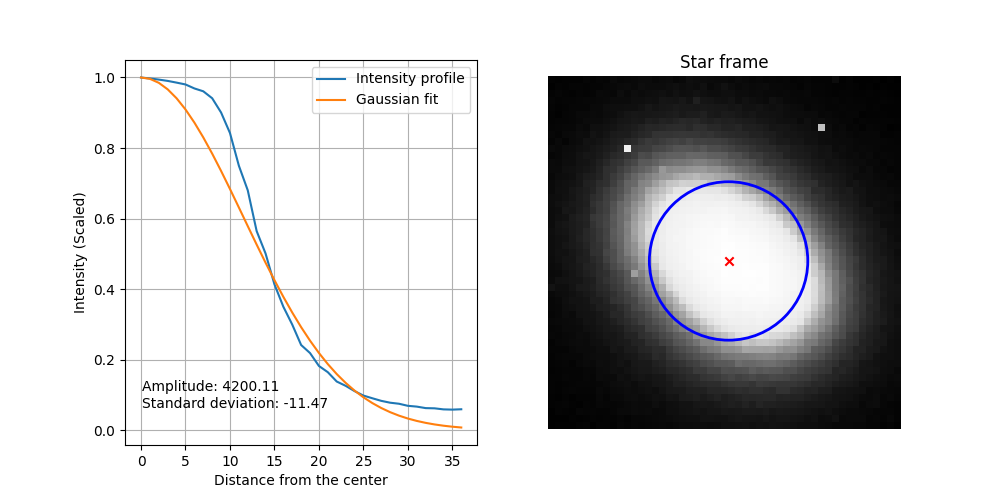 Star frame
Intensity profile
Gaussian fit
1.0
0.8
0.6
0.4
0.2
0.0
Intensity (Scaled)
Amplitude: 4200.11
Standard deviation: -11.47
0 5 10 15 20 25 30 35
Distance from the center